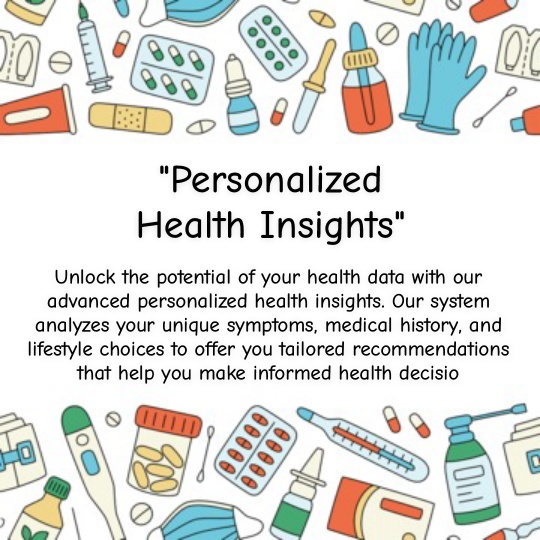 "Personalized
Health Insights"
Unlock the potential of your health data with our
advanced personalized health insights. Our system
analyzes your unique symptoms, medical history, and
lifestyle choices to offer you tailored recommendations
that help you make informed health decisio